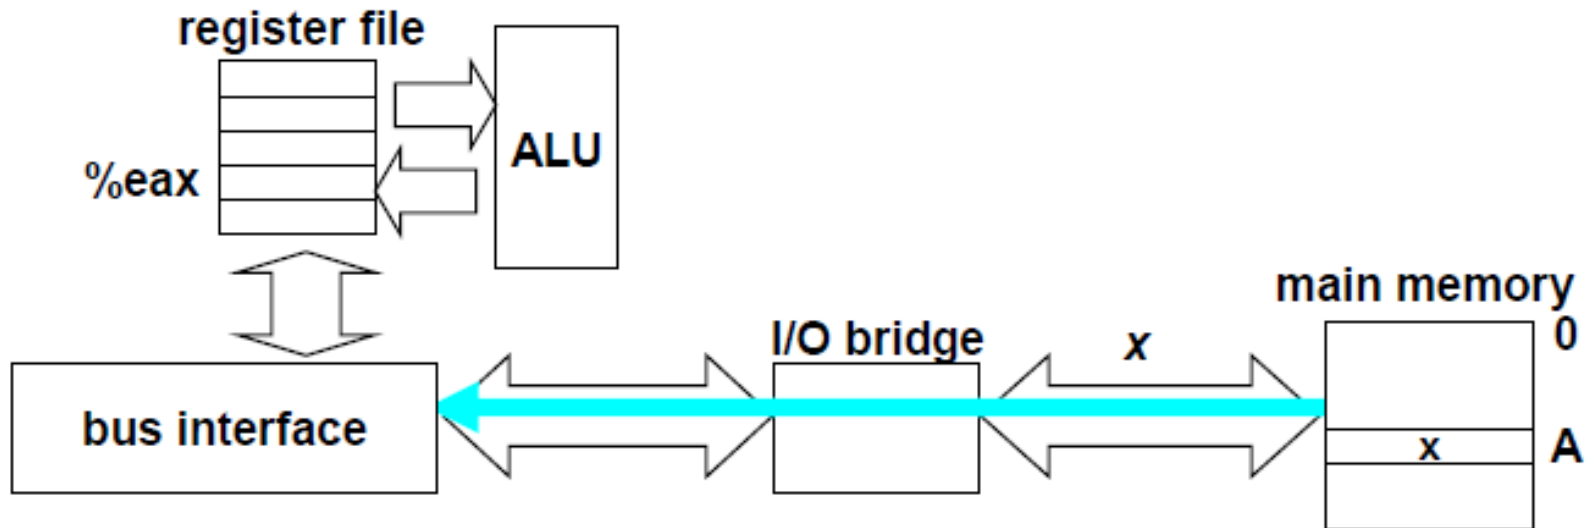 register file
ALU
%eax
main memory
I/O bridge
x
0
bus interface
x
A